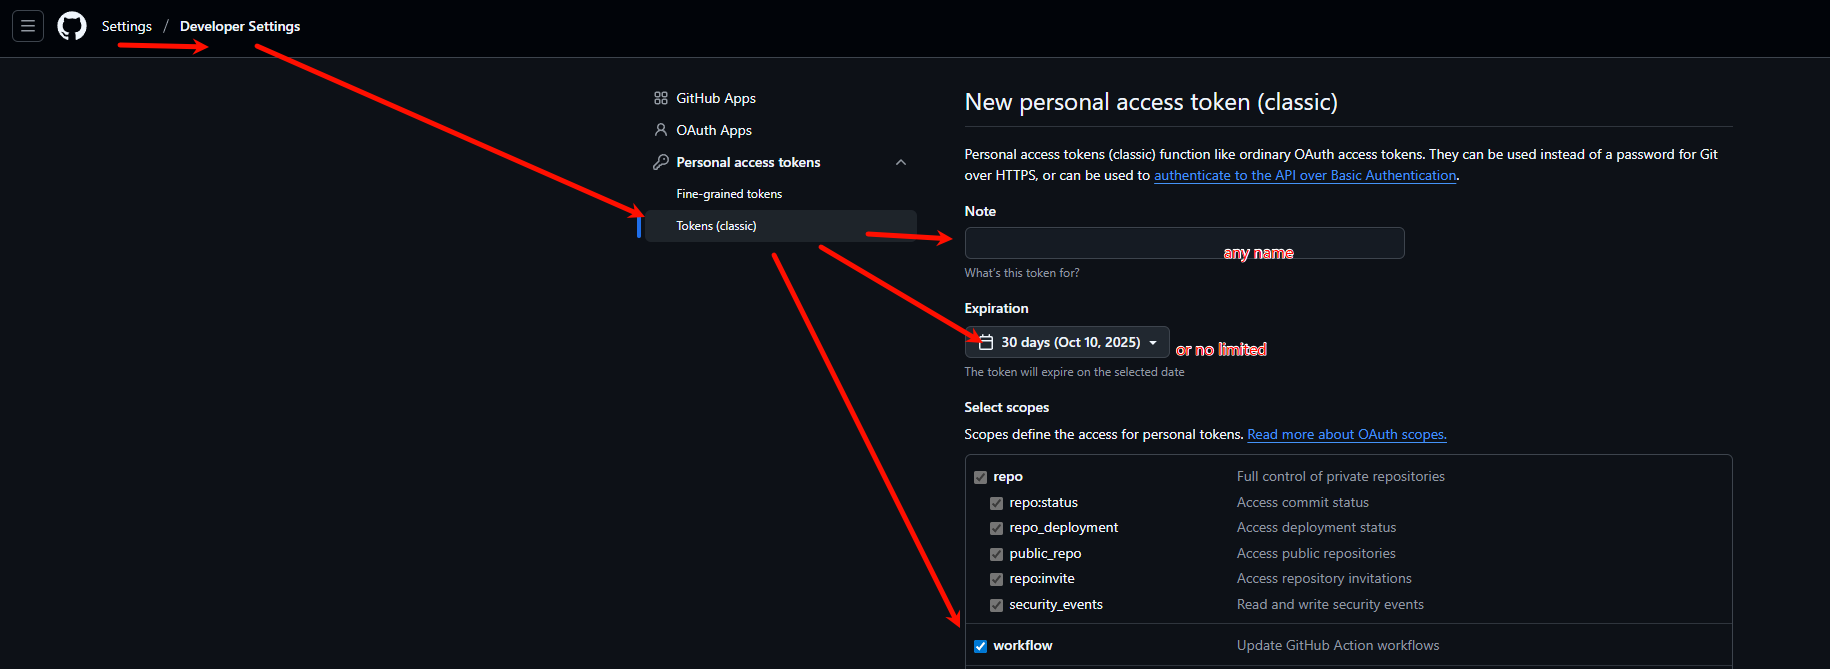 Settings / Developer Settings
GitHub Apps
OAuth Apps
Personal access tokens
Fine-grained tokens
Tokens (classic)
New personal access token (classic)
Personal access tokens (classic) function like ordinary OAuth access tokens. They can be used instead of a password for Git
over HTTPS, or can be used to authenticate to the API over Basic Authentication.
Note
any name
What's this token for?
Expiration
30 days (Oct 10, 2025)
or no limited
The token will expire on the selected date
Select scopes
Scopes define the access for personal tokens. Read more about OAuth scopes.
repo Full control of private repositories
repo:status Access commit status
repo_deployment Access deployment status
public_repo Access public repositories
repo:invite Access repository invitations
security_events Read and write security events
workflow Update GitHub Action workflows